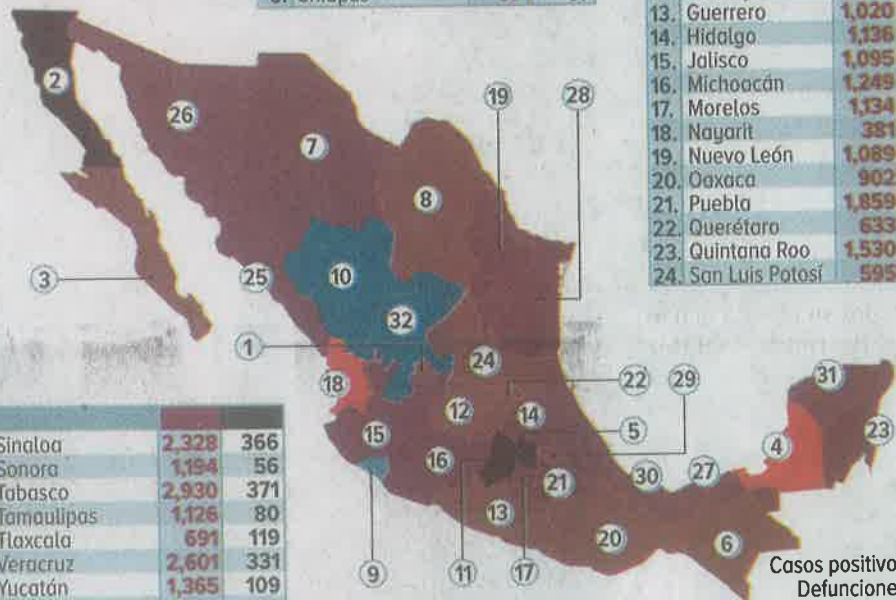 13. Guerrero 1,020
14. Hidalgo 1,136
15. Jalisco 1,095
16. Michoacán 1,249
17. Morelos 1,134
18. Nayarit
19. Nuevo León 1,089
20. Oaxaca 902
21. Puebla 1,859
22. Querétaro 633
23. Quintana Roo 1,530
24. San Luis Potosí 595
2
26
7
19
28
8
3
25
10
32
1
18
24
22
29
31
12
14
5
15
4
23
16
21
30
27
13
20
6
9
11
17
Sinaloa 2,328 366
Sonora 1,194 56
Tabasco 2,930 371
Tamaulipas 1,126 80
Tlaxcala 691 119
Veracruz 2,601 331
Yucatán 1,365 109
Casos positivo
Defuncione